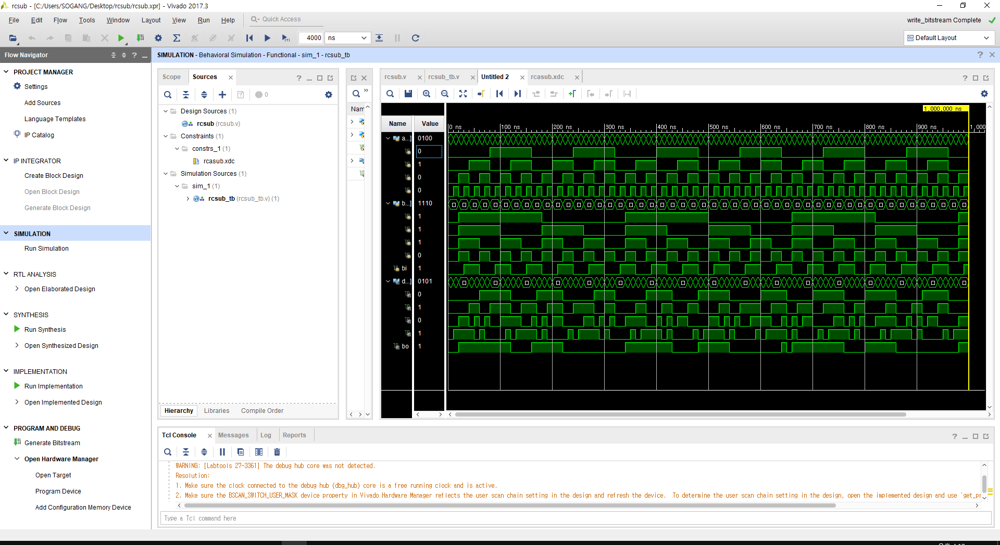 rcsub - [C:/Users/SOGANG/Desktop/rcsub/rcsub.xpr] - Vivado 2017.3
File Edit Flow Tools Window Layout View Run Help Quick Access
write_bitstream Complete
4000 ns
Default Layout
Flow Navigator
SIMULATION - Behavioral Simulation - Functional - sim_1 - rcsub_tb
PROJECT MANAGER
Settings
Add Sources
Language Templates
IP Catalog
IP INTEGRATOR
Create Block Design
Open Block Design
Generate Block Design
SIMULATION
Run Simulation
RTL ANALYSIS
Open Elaborated Design
SYNTHESIS
Run Synthesis
Open Synthesized Design
IMPLEMENTATION
Run Implementation
Open Implemented Design
PROGRAM AND DEBUG
Generate Bitstream
Open Hardware Manager
Open Target
Program Device
Add Configuration Memory Device
Scope Sources
0
Design Sources (1)
rcsub (rcsub.v)
Constraints (1)
constrs_1 (1)
rcasub.xdc
Simulation Sources (1)
sim_1 (1)
rcsub_tb (rcsub_tb.v) (1)
Hierarchy Libraries Compile Order
Nam
rcsub.v rcsub_tb.v Untitled 2 rcasub.xdc
1,000,000 ns
Name Value
0 ns 100 ns 200 ns 300 ns 400 ns 500 ns 600 ns 700 ns 800 ns 900 ns 1,000
a...] 0100
0
1
0
0
b...] 1110
1
1
1
0
bi 1
d...] 0101
0
1
0
1
bo 1
Tcl Console Messages Log Reports
WARNING: [Labtools 27-3361] The debug hub core was not detected.
Resolution:
1. Make sure the clock connected to the debug hub (dbg_hub) core is a free running clock and is active.
2. Make sure the BSCAN_SWITCH_USER_MASK device property in Vivado Hardware Manager reflects the user scan chain setting in the design and refresh the device.  To determine the user scan chain setting in the design, open the implemented design and use 'get_pr
Type a Tcl command here